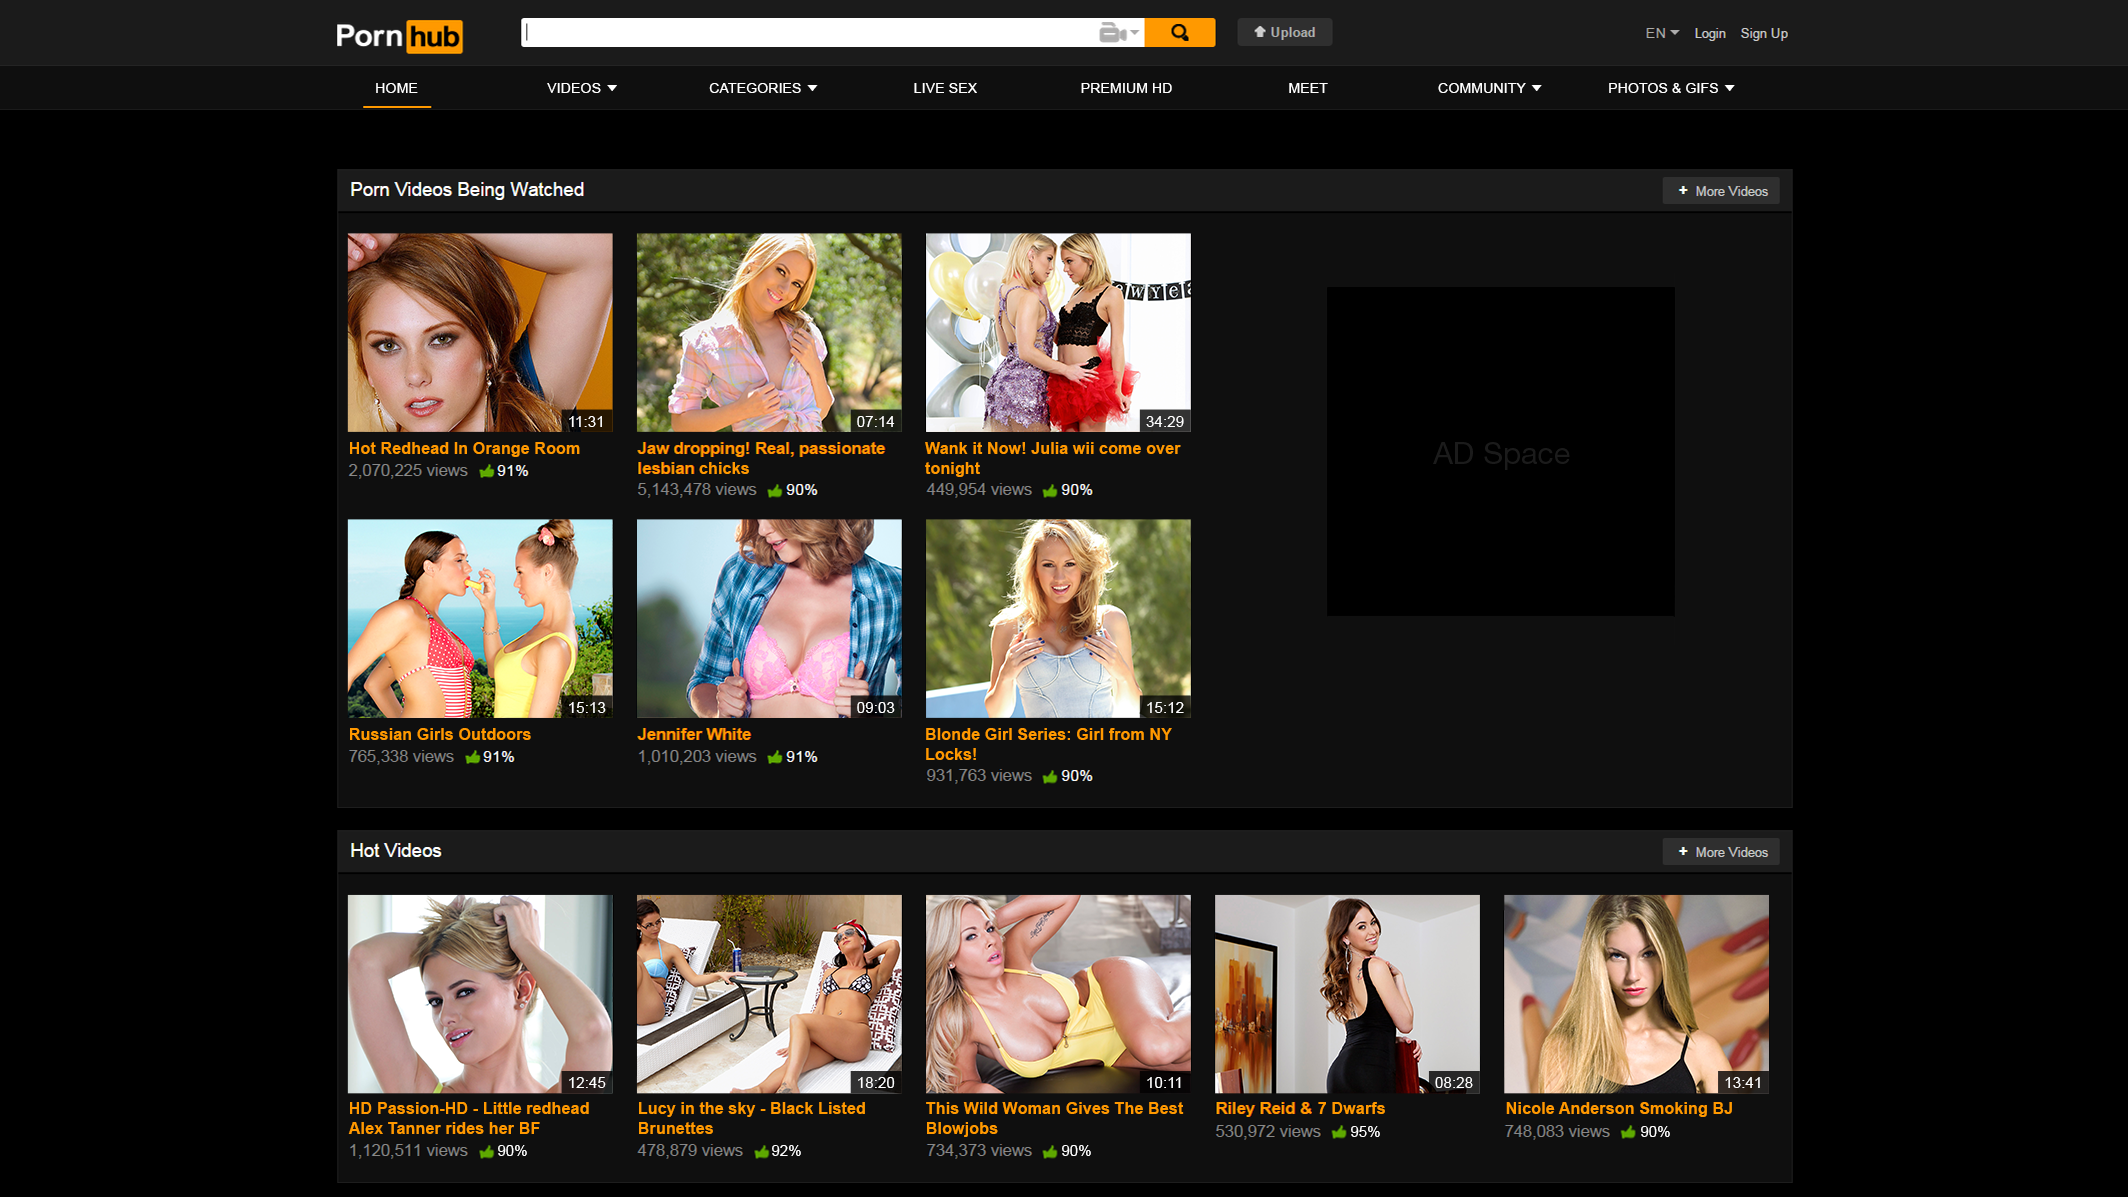 Pornhub
Upload
EN Login Sign Up
HOME VIDEOS CATEGORIES LIVE SEX PREMIUM HD MEET COMMUNITY PHOTOS & GIFS
Porn Videos Being Watched
+ More Videos
11:31
07:14
34:29
Hot Redhead In Orange Room
2,070,225 views 91%
Jaw dropping! Real, passionate
lesbian chicks
5,143,478 views 90%
Wank it Now! Julia wii come over
tonight
449,954 views 90%
AD Space
15:13
09:03
15:12
Russian Girls Outdoors
765,338 views 91%
Jennifer White
1,010,203 views 91%
Blonde Girl Series: Girl from NY
Locks!
931,763 views 90%
Hot Videos
+ More Videos
12:45
18:20
10:11
08:28
13:41
HD Passion-HD - Little redhead
Alex Tanner rides her BF
1,120,511 views 90%
Lucy in the sky - Black Listed
Brunettes
478,879 views 92%
This Wild Woman Gives The Best
Blowjobs
734,373 views 90%
Riley Reid & 7 Dwarfs
530,972 views 95%
Nicole Anderson Smoking BJ
748,083 views 90%